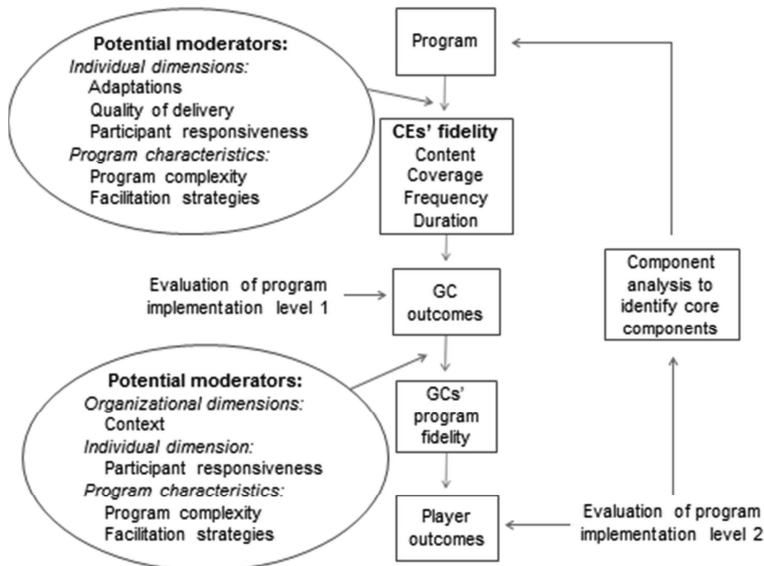 Potential moderators:
Individual dimensions:
Adaptations
Quality of delivery
Participant responsiveness
Program characteristics:
Program complexity
Facilitation strategies
Program
CEs' fidelity
Content
Coverage
Frequency
Duration
Evaluation of program
implementation level 1
GC
outcomes
Component
analysis to
identify core
components
Potential moderators:
Organizational dimensions:
Context
Individual dimension:
Participant responsiveness
Program characteristics:
Program complexity
Facilitation strategies
GCs'
program
fidelity
Player
outcomes
Evaluation of program
implementation level 2